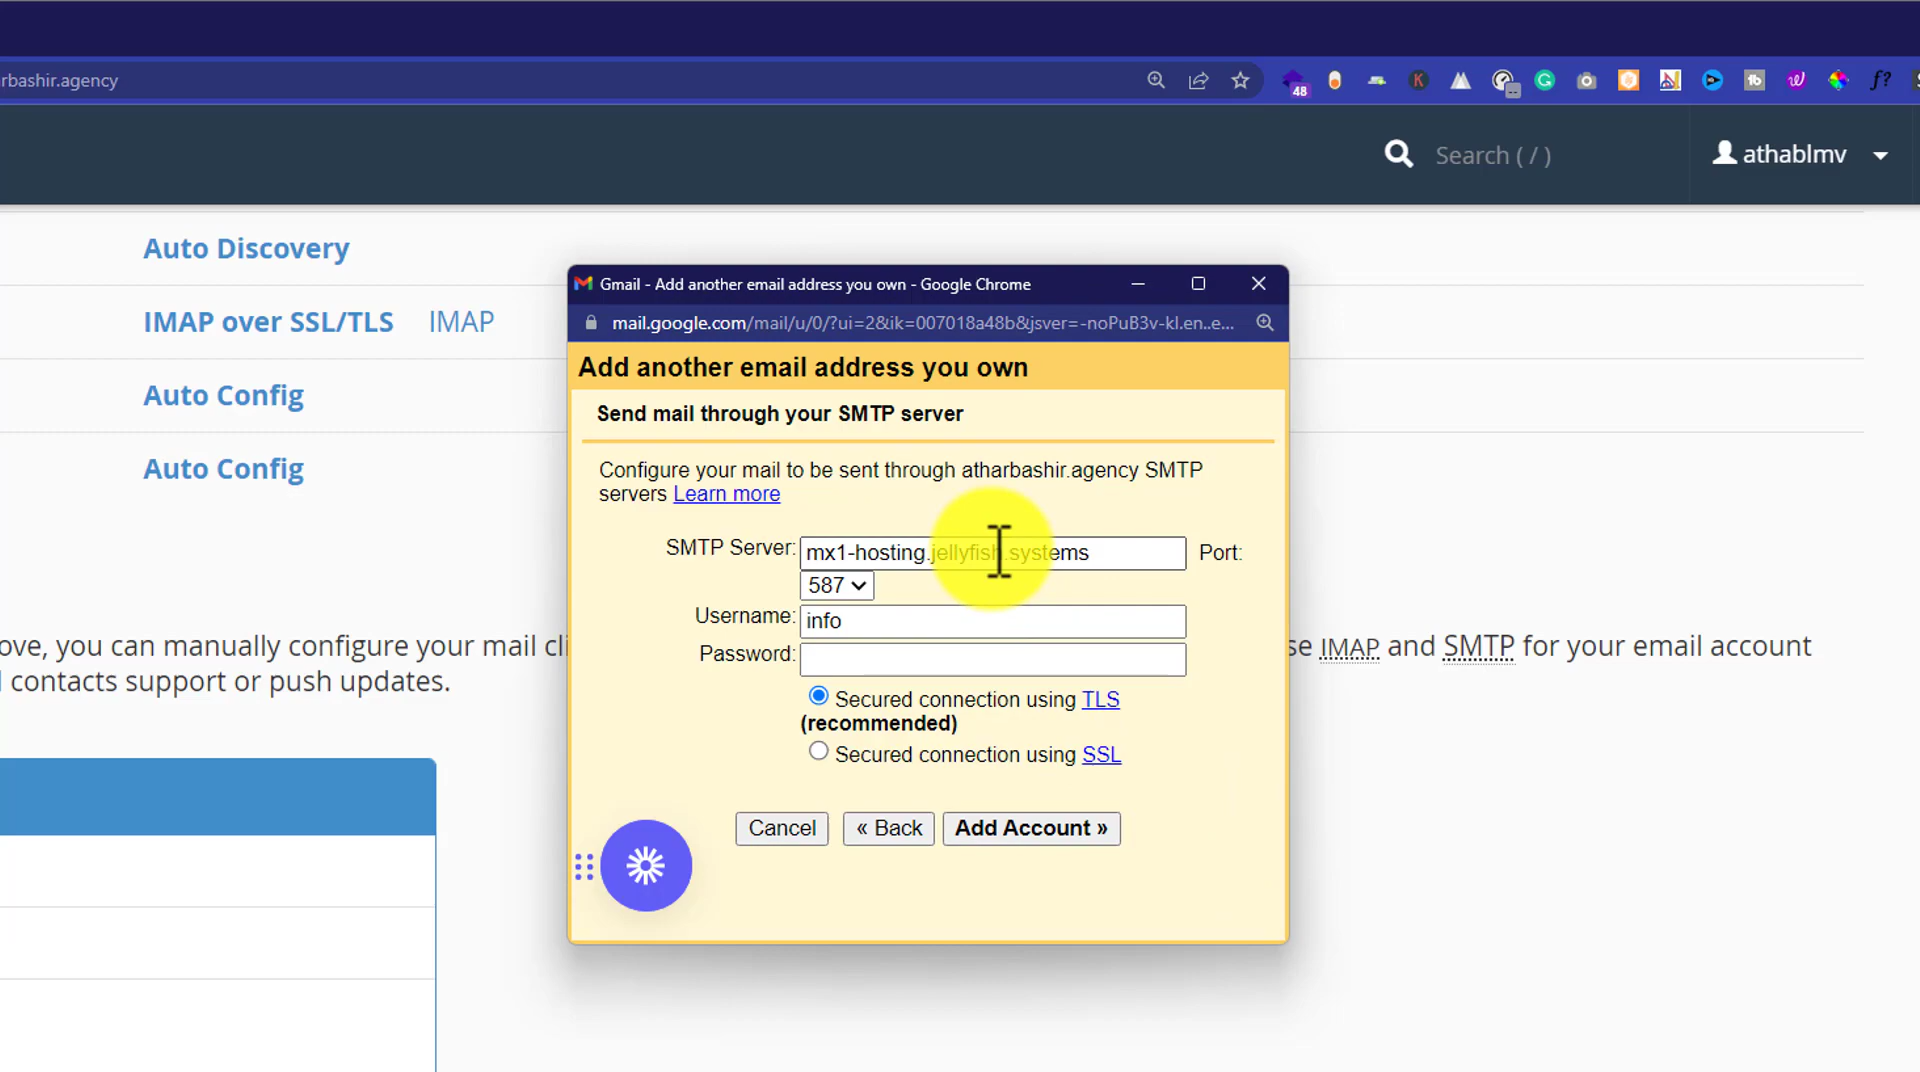 rbashir.agency
48
K
G
tb
f?
Search ( / )
athablmv
Auto Discovery
IMAP over SSL/TLS IMAP
Auto Config
Auto Config
Gmail - Add another email address you own - Google Chrome
mail.google.com/mail/u/0/?ui=2&ik=007018a48b&jsver=-noPuB3v-kl.en..e...
Add another email address you own
Send mail through your SMTP server
Configure your mail to be sent through atharbashir.agency SMTP
servers Learn more
SMTP Server: mx1-hosting.jellyfish.systems Port:
587
Username: info
Password:
Secured connection using TLS
(recommended)
Secured connection using SSL
Cancel « Back Add Account »
ove, you can manually configure your mail cli se IMAP and SMTP for your email account
contacts support or push updates.